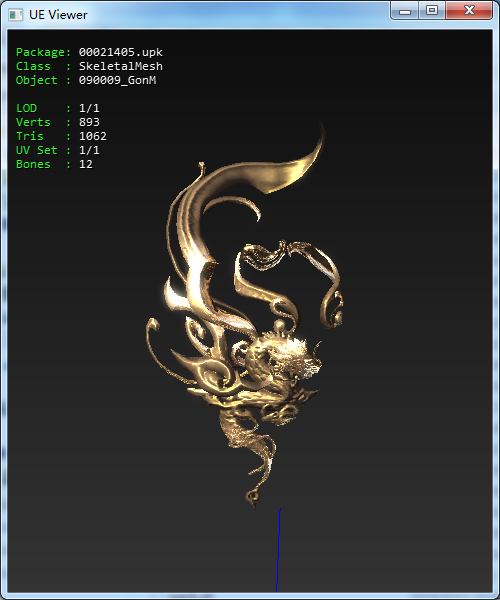 UE Viewer
Package: 00021405.upk
Class : SkeletalMesh
Object : 090009_GonM
LOD : 1/1
Verts : 893
Tris : 1062
UV Set : 1/1
Bones : 12